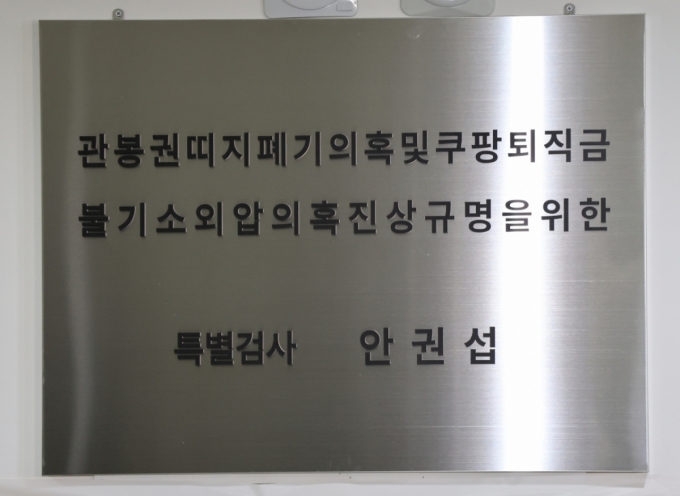 관봉권띠지폐기의혹및쿠팡퇴직금
불기소외압의혹진상규명을위한
특별검사 안권섭